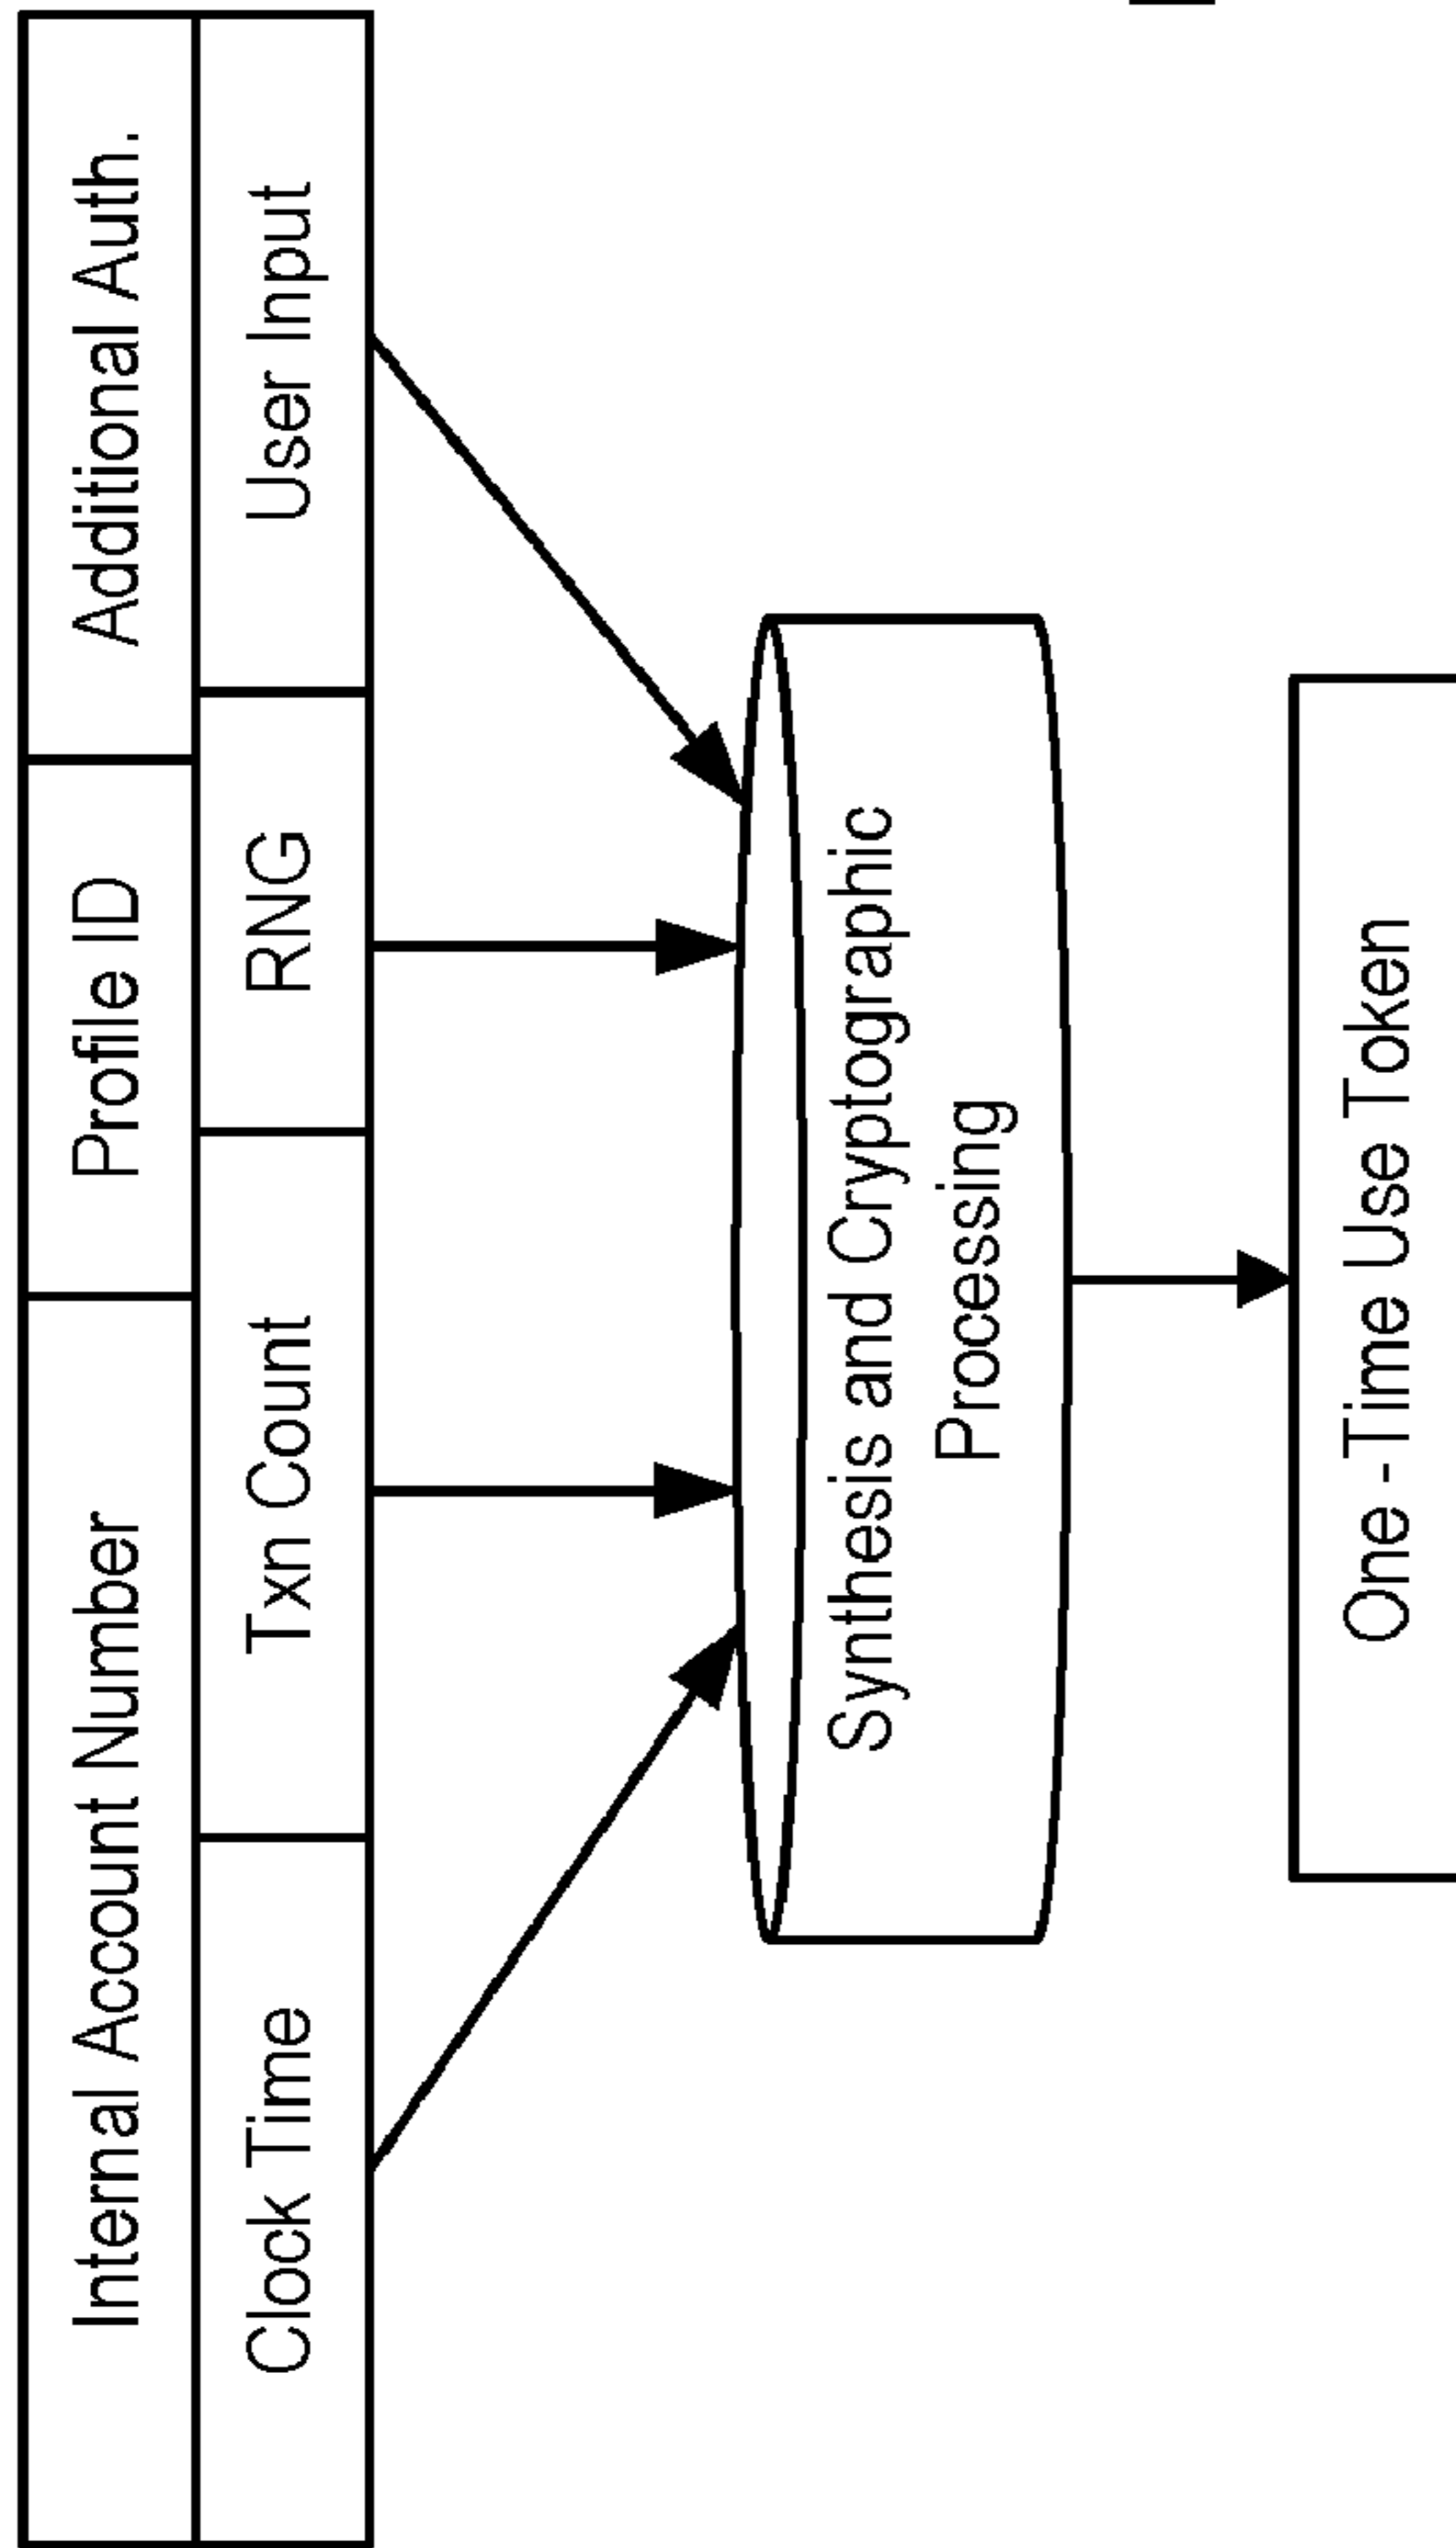 Internal Account Number
Profile ID
Additional Auth.
Clock Time
Txn Count
RNG
User Input
Synthesis and Cryptographic
Processing
One-Time Use Token